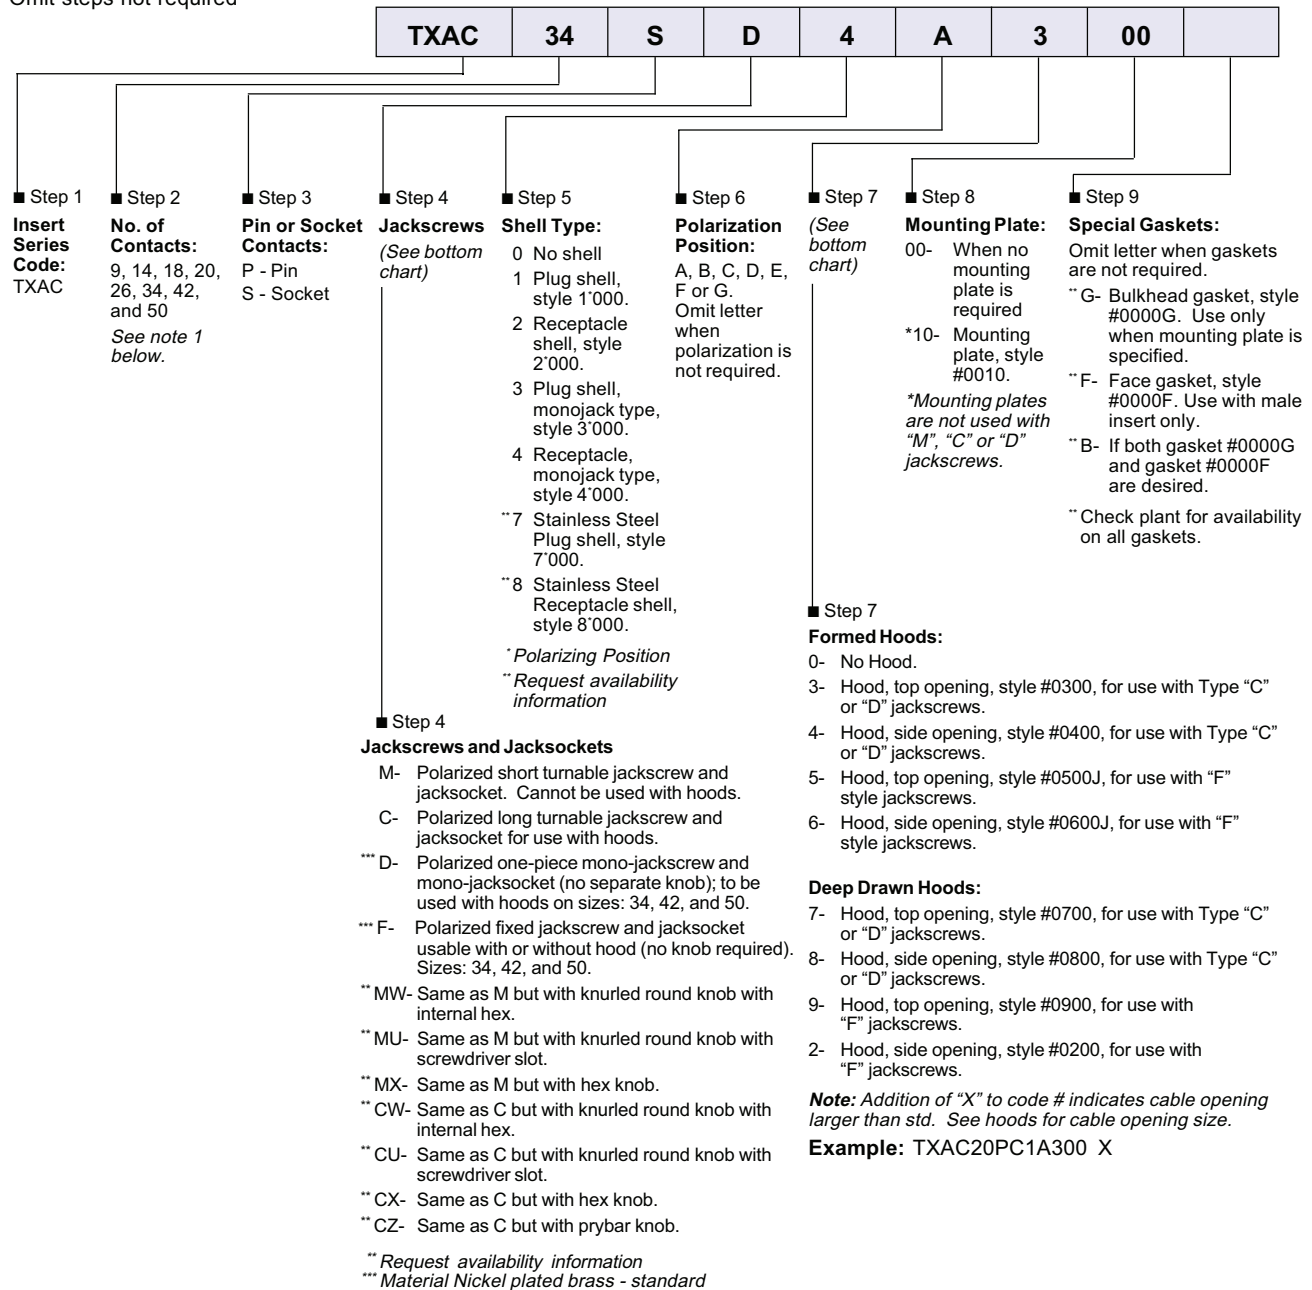 Omit steps not required
TXAC 34 S D 4 A 3 00
■ Step 1
Insert
Series
Code:
TXAC
■ Step 2
No. of
Contacts:
9, 14, 18, 20,
26, 34, 42,
and 50
See note 1
below.
■ Step 3
Pin or Socket
Contacts:
P - Pin
S - Socket
■ Step 4
Jackscrews
(See bottom
chart)
■ Step 5
Shell Type:
0 No shell
1 Plug shell,
style 1*000.
2 Receptacle
shell, style
2*000.
3 Plug shell,
monojack type,
style 3*000.
4 Receptacle,
monojack type,
style 4*000.
**7 Stainless Steel
Plug shell, style
7*000.
**8 Stainless Steel
Receptacle shell,
style 8*000.
* Polarizing Position
** Request availability
information
■ Step 6
Polarization
Position:
A, B, C, D, E,
F or G.
Omit letter
when
polarization is
not required.
■ Step 7
(See
bottom
chart)
■ Step 8
Mounting Plate:
00- When no
mounting
plate is
required
*10- Mounting
plate, style
#0010.
*Mounting plates
are not used with
“M”, “C” or “D”
jackscrews.
■ Step 9
Special Gaskets:
Omit letter when gaskets
are not required.
**G- Bulkhead gasket, style
#0000G. Use only
when mounting plate is
specified.
**F- Face gasket, style
#0000F. Use with male
insert only.
**B- If both gasket #0000G
and gasket #0000F
are desired.
**Check plant for availability
on all gaskets.
■ Step 4
Jackscrews and Jacksockets
M- Polarized short turnable jackscrew and
jacksocket. Cannot be used with hoods.
C- Polarized long turnable jackscrew and
jacksocket for use with hoods.
***D- Polarized one-piece mono-jackscrew and
mono-jacksocket (no separate knob); to be
used with hoods on sizes: 34, 42, and 50.
***F- Polarized fixed jackscrew and jacksocket
usable with or without hood (no knob required).
Sizes: 34, 42, and 50.
**MW- Same as M but with knurled round knob with
internal hex.
**MU- Same as M but with knurled round knob with
screwdriver slot.
**MX- Same as M but with hex knob.
**CW- Same as C but with knurled round knob with
internal hex.
**CU- Same as C but with knurled round knob with
screwdriver slot.
**CX- Same as C but with hex knob.
**CZ- Same as C but with prybar knob.
** Request availability information
*** Material Nickel plated brass - standard
■ Step 7
Formed Hoods:
0- No Hood.
3- Hood, top opening, style #0300, for use with Type “C”
or “D” jackscrews.
4- Hood, side opening, style #0400, for use with Type “C”
or “D” jackscrews.
5- Hood, top opening, style #0500J, for use with “F”
style jackscrews.
6- Hood, side opening, style #0600J, for use with “F”
style jackscrews.
Deep Drawn Hoods:
7- Hood, top opening, style #0700, for use with Type “C”
or “D” jackscrews.
8- Hood, side opening, style #0800, for use with Type “C”
or “D” jackscrews.
9- Hood, top opening, style #0900, for use with
“F” jackscrews.
2- Hood, side opening, style #0200, for use with
“F” jackscrews.
Note: Addition of “X” to code # indicates cable opening
larger than std. See hoods for cable opening size.
Example: TXAC20PC1A300 X